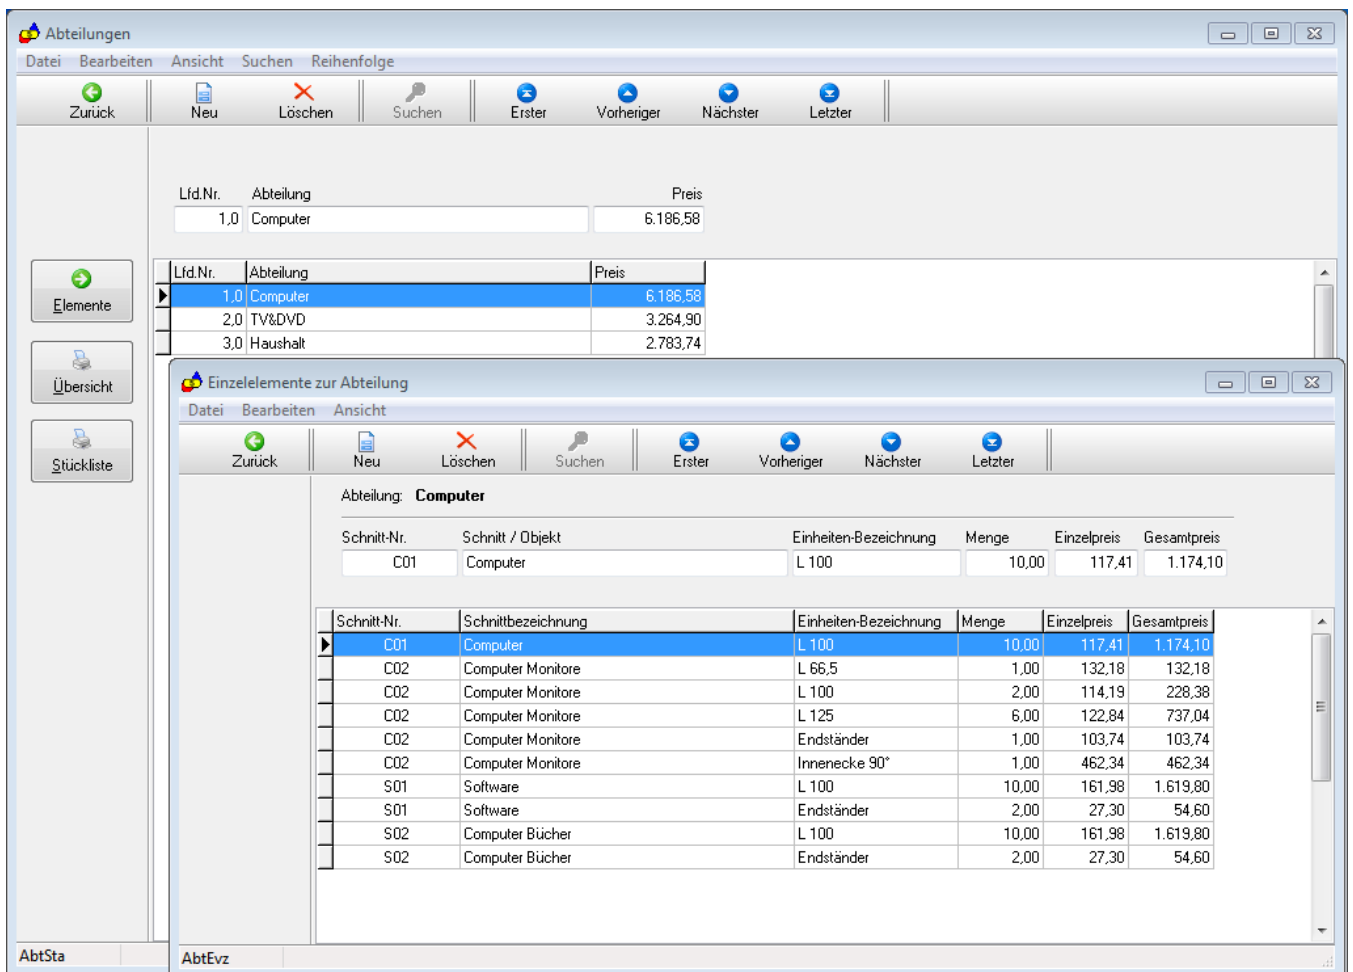 Abteilungen
Datei Bearbeiten Ansicht Suchen Reihenfolge
Zurück Neu Löschen Suchen Erster Vorheriger Nächster Letzter
Lfd.Nr. Abteilung Preis
1,0 Computer 6.186,58
Lfd.Nr. Abteilung Preis
1,0 Computer 6.186,58
2,0 TV&DVD 3.264,90
3,0 Haushalt 2.783,74
Elemente
Übersicht
Stückliste
Einzelelemente zur Abteilung
Datei Bearbeiten Ansicht
Zurück Neu Löschen Suchen Erster Vorheriger Nächster Letzter
Abteilung: Computer
Schnitt-Nr. Schnitt / Objekt Einheiten-Bezeichnung Menge Einzelpreis Gesamtpreis
C01 Computer L 100 10,00 117,41 1.174,10
Schnitt-Nr. Schnittbezeichnung Einheiten-Bezeichnung Menge Einzelpreis Gesamtpreis
C01 Computer L 100 10,00 117,41 1.174,10
C02 Computer Monitore L 66,5 1,00 132,18 132,18
C02 Computer Monitore L 100 2,00 114,19 228,38
C02 Computer Monitore L 125 6,00 122,84 737,04
C02 Computer Monitore Endständer 1,00 103,74 103,74
C02 Computer Monitore Innenecke 90° 1,00 462,34 462,34
S01 Software L 100 10,00 161,98 1.619,80
S01 Software Endständer 2,00 27,30 54,60
S02 Computer Bücher L 100 10,00 161,98 1.619,80
S02 Computer Bücher Endständer 2,00 27,30 54,60
AbtSta
AbtEvz